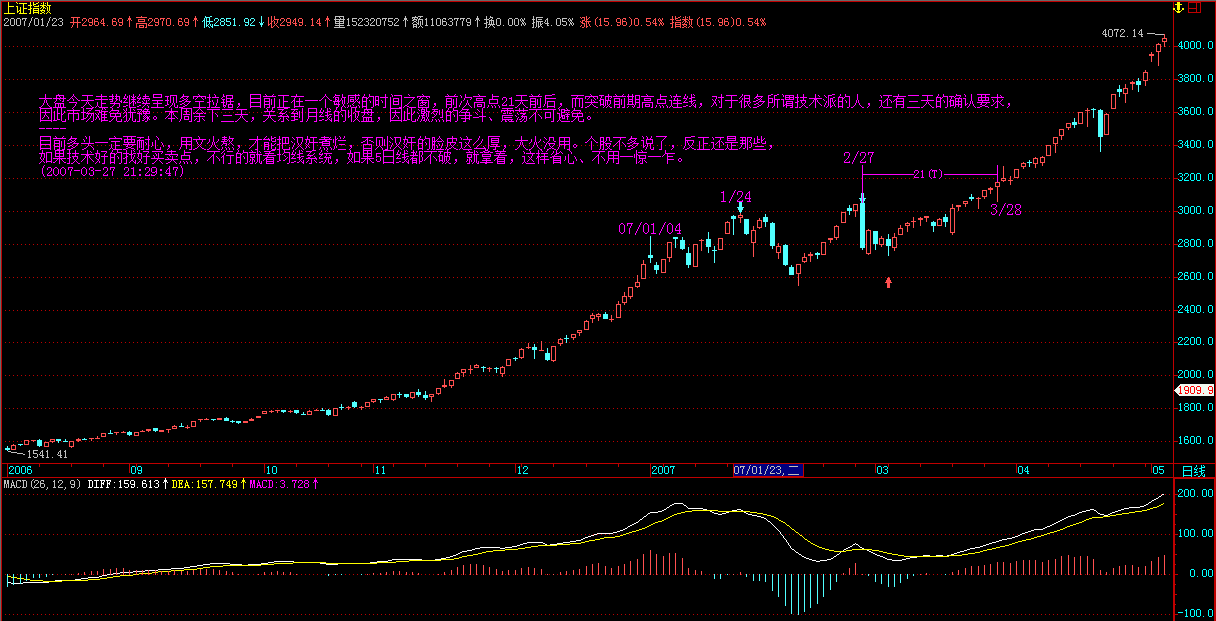 上证指数
2007/01/23 开2964.69↑高2970.69↑低2851.92↓收2949.14↑量152320752↑额11063779↑换0.00% 振4.05% 涨(15.96)0.54% 指数(15.96)0.54%
4072.14
4000.0
3800.0
大盘今天走势继续呈现多空拉锯，目前正在一个敏感的时间之窗，前次高点21天前后，而突破前期高点连线，对于很多所谓技术派的人，还有三天的确认要求，
因此市场难免犹豫。本周余下三天，关系到月线的收盘，因此激烈的争斗、震荡不可避免。
----
目前多头一定要耐心，用文火熬，才能把汉奸煮烂，否则汉奸的脸皮这么厚，大火没用。个股不多说了，反正还是那些，
如果技术好的找好买卖点，不行的就看均线系统，如果5日线都不破，就拿着，这样省心、不用一惊一乍。
(2007-03-27 21:29:47)
3600.0
3400.0
2/27
21(T)
3200.0
1/24
3/28
3000.0
07/01/04
2800.0
2600.0
2400.0
2200.0
2000.0
1909.9
1800.0
1600.0
1541.41
2006 09 10 11 12 2007 07/01/23,二 03 04 05 日线
MACD(26,12,9) DIFF:159.613↑DEA:157.749↑MACD:3.726↑
200.00
100.00
0.00
-100.0